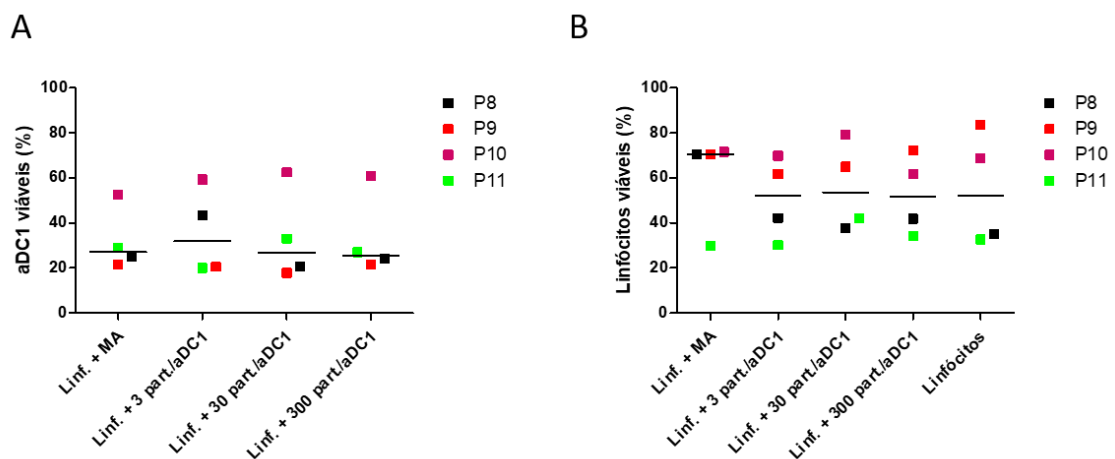 A
aDC1 viáveis (%)
100
80
60
40
20
0
Linf. + MA
Linf. + 3 part./aDC1
Linf. + 30 part./aDC1
Linf. + 300 part./aDC1
P8
P9
P10
P11
B
Linfócitos viáveis (%)
100
80
60
40
20
0
Linf. + MA
Linf. + 3 part./aDC1
Linf. + 30 part./aDC1
Linf. + 300 part./aDC1
Linfócitos
P8
P9
P10
P11